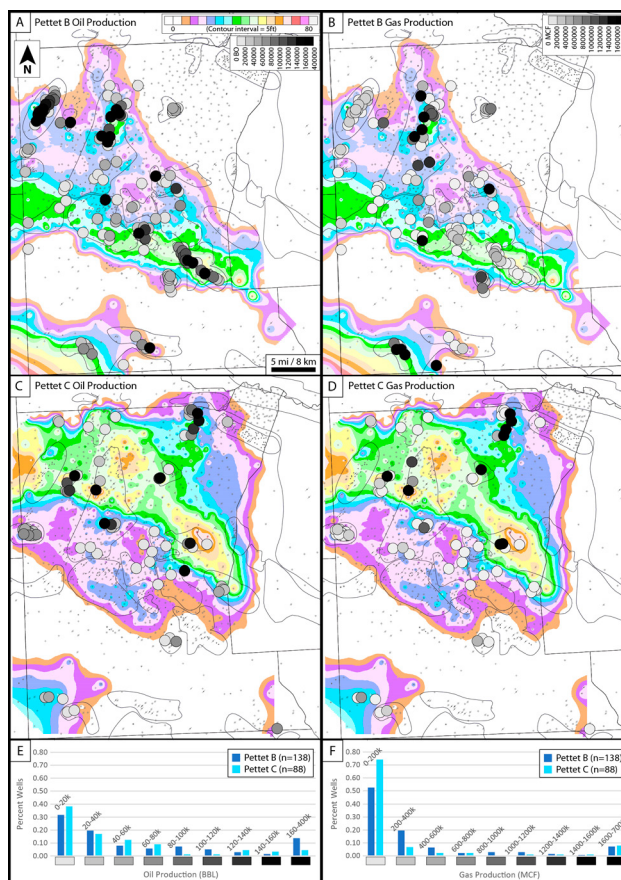 A Pettet B Oil Production
0 (Contour interval = 5ft) 80
0 BO
20000
40000
60000
80000
100000
120000
140000
160000
400000
N
5 mi / 8 km
B Pettet B Gas Production
0 MCF
200000
400000
600000
800000
1000000
1200000
1400000
1600000
C Pettet C Oil Production
D Pettet C Gas Production
E
Pettet B (n=138)
Pettet C (n=88)
Percent Wells
0.80
0.70
0.60
0.50
0.40
0.30
0.20
0.10
0.00
0-20k
20-40k
40-60k
60-80k
80-100k
100-120k
120-140k
140-160k
160-400k
Oil Production (BBL)
F
Pettet B (n=138)
Pettet C (n=88)
Percent Wells
0.80
0.70
0.60
0.50
0.40
0.30
0.20
0.10
0.00
0-200k
200-400k
400-600k
600-800k
800-1000k
1000-1200k
1200-1400k
1400-1600k
Gas Production (MCF)